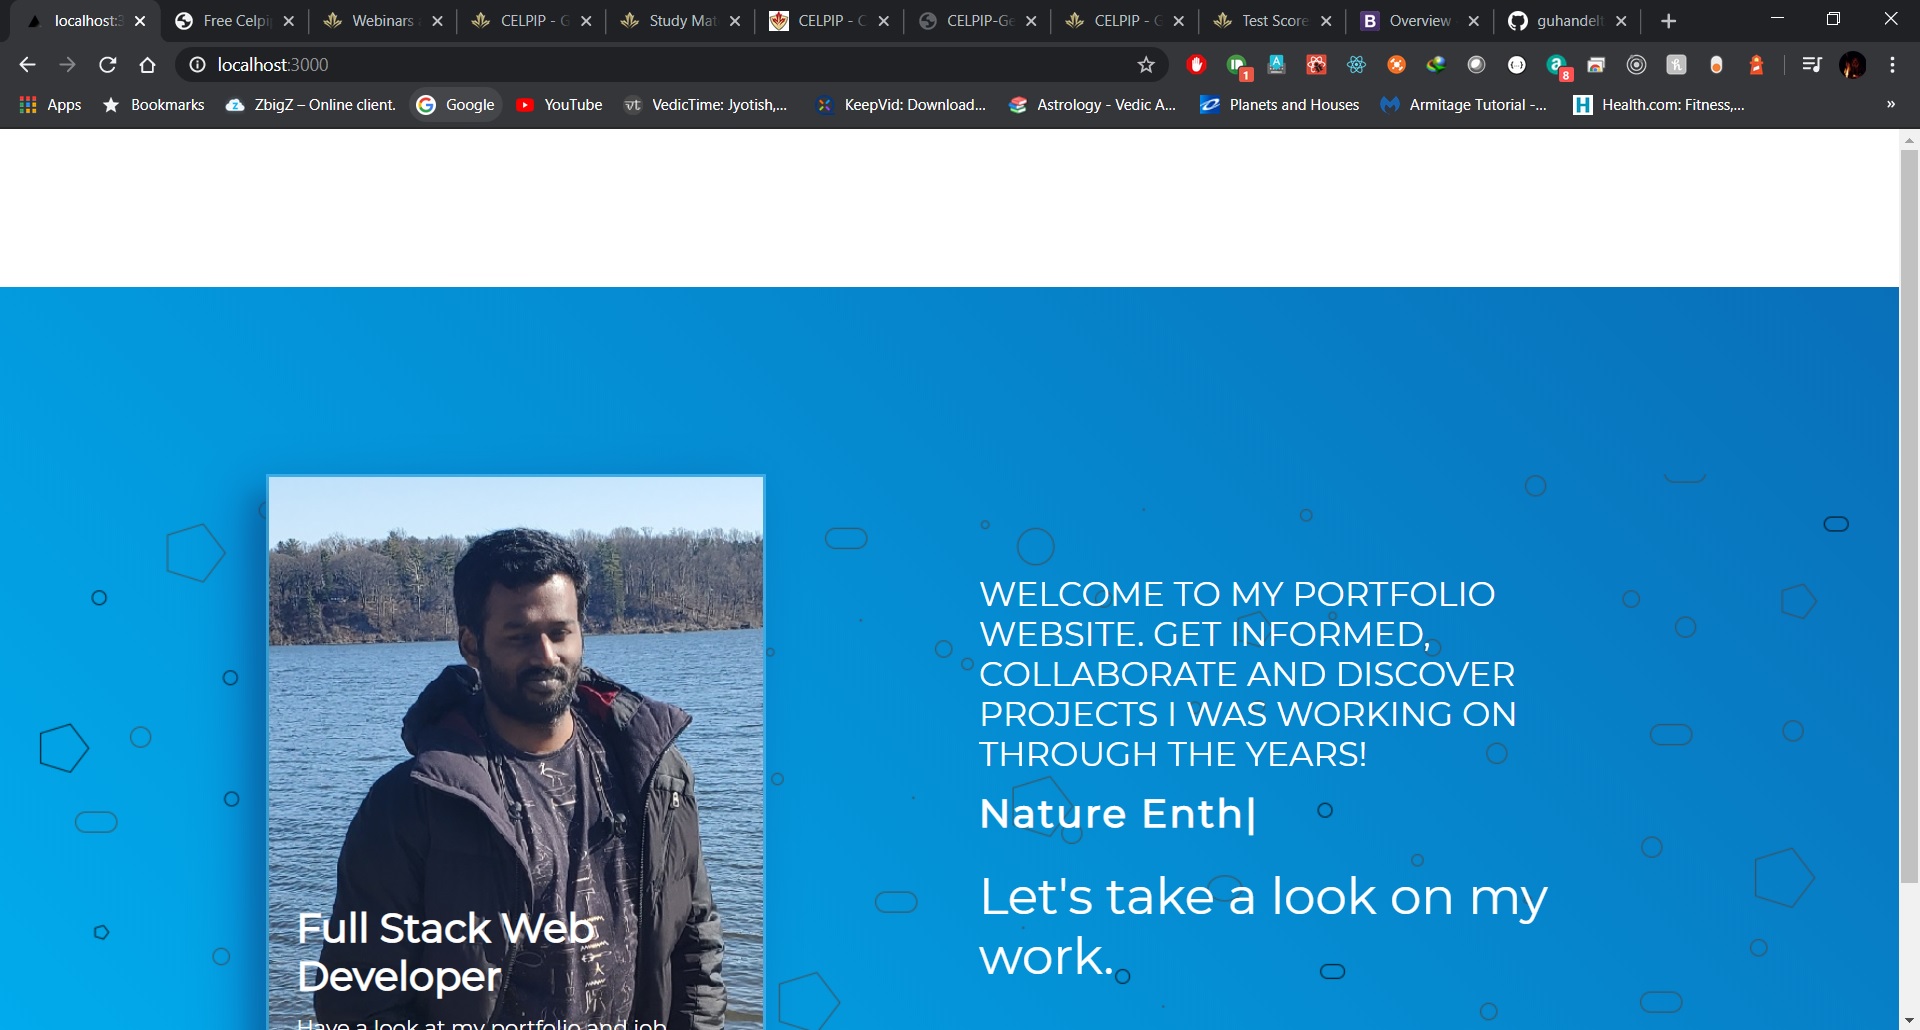 localhost:3
Free Celpi
Webinars
CELPIP - G
Study Mat
CELPIP - C
CELPIP-Ge
CELPIP - G
Test Score
Overview
guhandelt
localhost:3000
1
8
Apps
Bookmarks
ZbigZ – Online client.
Google
YouTube
VedicTime: Jyotish,...
KeepVid: Download...
Astrology - Vedic A...
Planets and Houses
Armitage Tutorial -...
Health.com: Fitness,...
»
WELCOME TO MY PORTFOLIO
WEBSITE. GET INFORMED,
COLLABORATE AND DISCOVER
PROJECTS I WAS WORKING ON
THROUGH THE YEARS!
Nature Enth|
Let's take a look on my
work.
Full Stack Web
Developer
Have a look at my portfolio and job